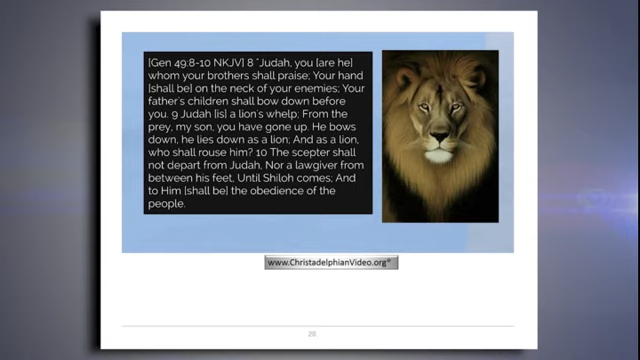 [Gen 49:8-10 NKJV] 8 "Judah, you [are he]
whom your brothers shall praise; Your hand
[shall be] on the neck of your enemies; Your
father's children shall bow down before
you. 9 Judah [is] a lion's whelp; From the
prey, my son, you have gone up. He bows
down, he lies down as a lion; And as a lion,
who shall rouse him? 10 The scepter shall
not depart from Judah, Nor a lawgiver from
between his feet, Until Shiloh comes; And
to Him [shall be] the obedience of the
people.
www.ChristadelphianVideo.org®
28